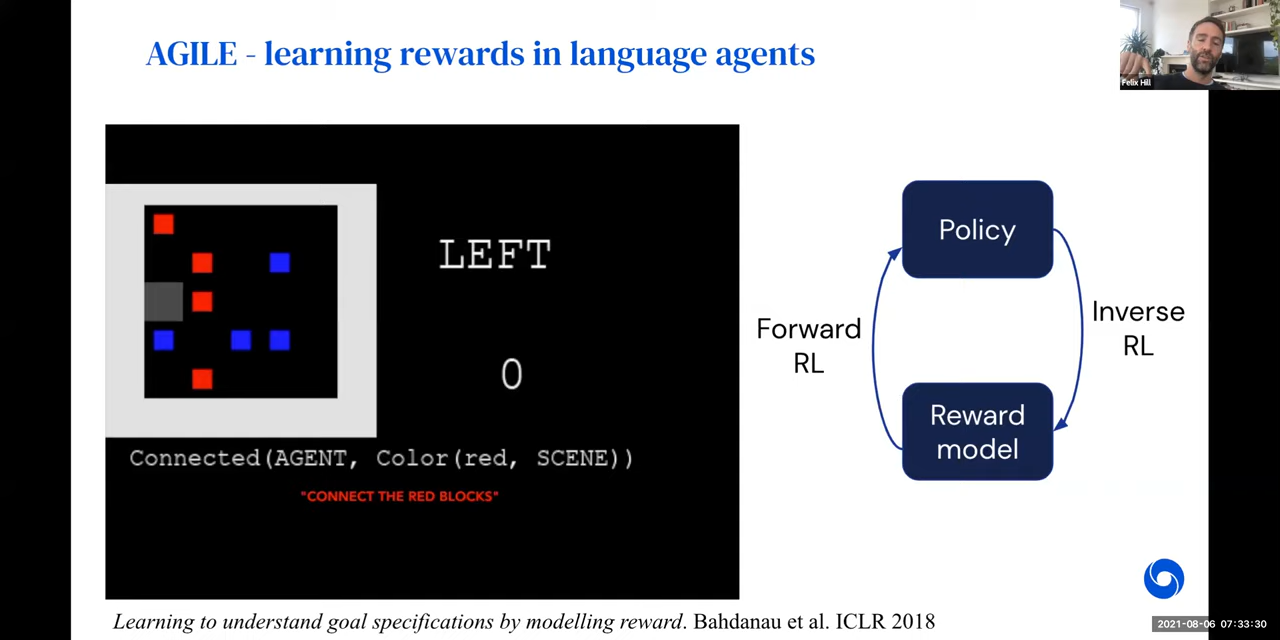 AGILE - learning rewards in language agents
Felix Hill
LEFT
0
Connected(AGENT, Color(red, SCENE))
"CONNECT THE RED BLOCKS"
Policy
Forward
RL
Inverse
RL
Reward
model
Learning to understand goal specifications by modelling reward. Bahdanau et al. ICLR 2018
2021-08-06 07:33:30